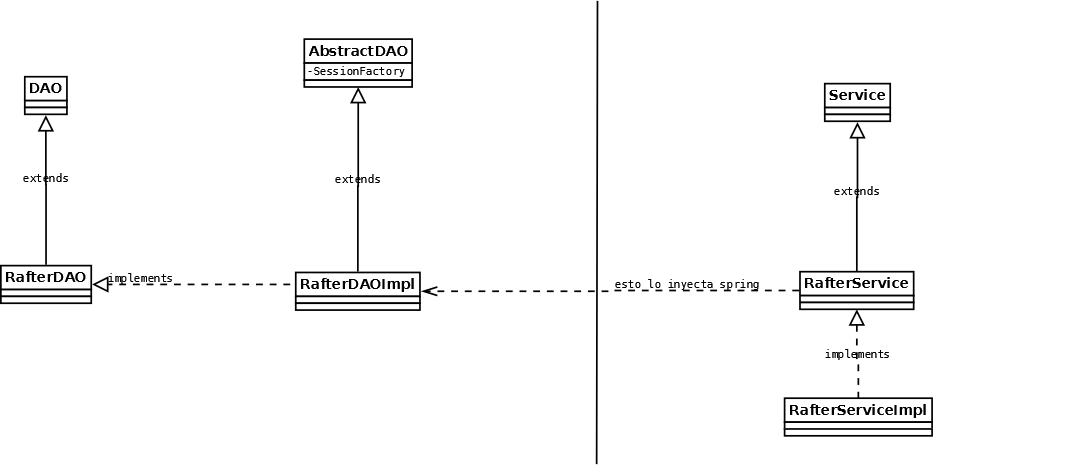 AbstractDAO
-SessionFactory
DAO
Service
extends
extends
extends
RafterDAO
implements
RafterDAOImpl
esto lo inyecta spring
RafterService
implements
RafterServiceImpl